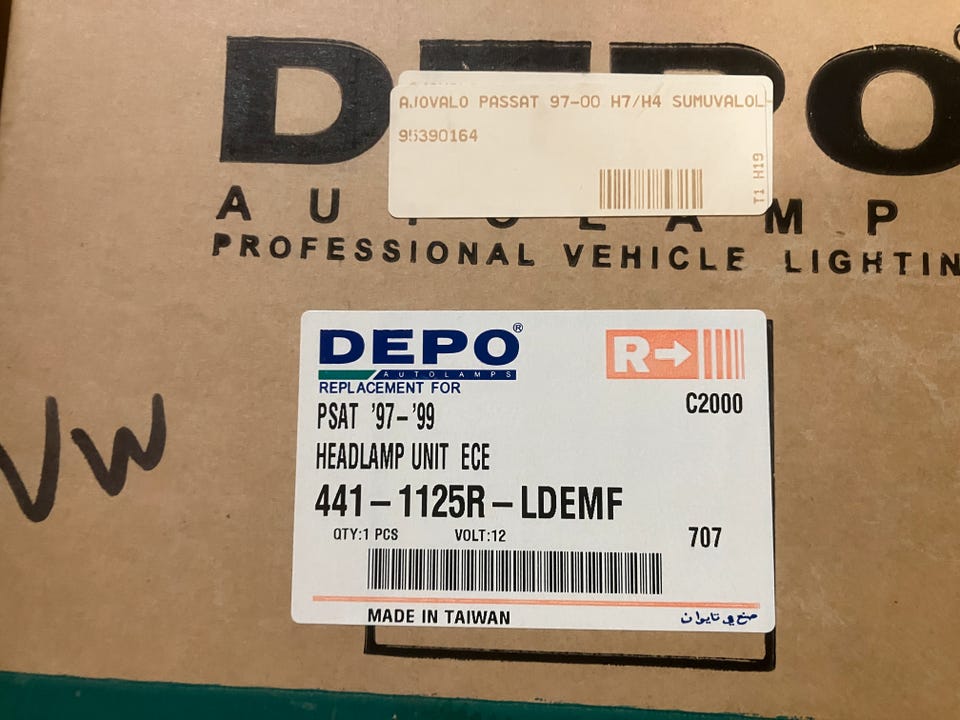 DEPO
AJOVALO PASSAT 97-00 H7/H4 SUMUVALOL-
95390164
T1 H19
AUTOLAMP
PROFESSIONAL VEHICLE LIGHTIN
VW
DEPO®
AUTOLAMPS
REPLACEMENT FOR
R→
PSAT '97-'99
C2000
HEADLAMP UNIT ECE
441-1125R-LDEMF
QTY:1 PCS VOLT:12
707
MADE IN TAIWAN
صنع في تايوان